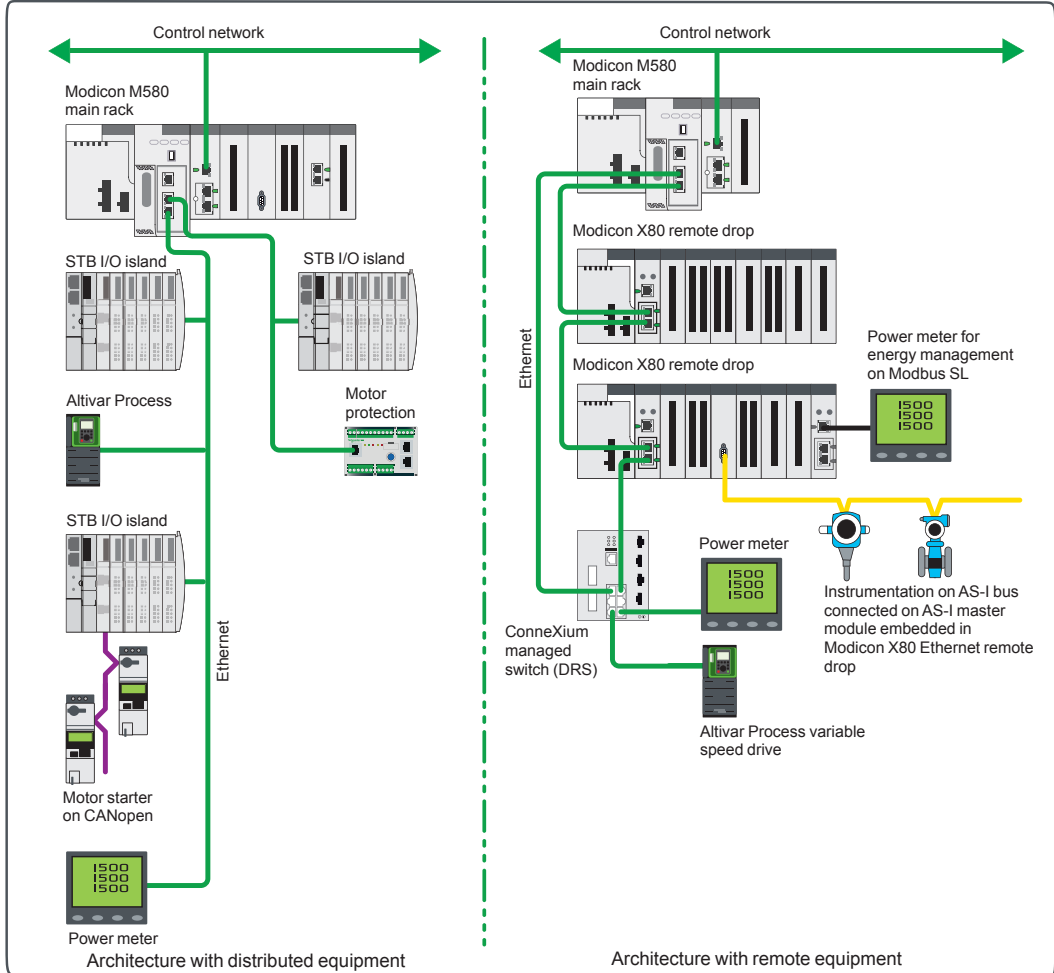 Control network
Modicon M580
main rack
STB I/O island
STB I/O island
Altivar Process
Motor
protection
STB I/O island
Ethernet
Motor starter
on CANopen
1500
1500
1500
Power meter
Architecture with distributed equipment
Control network
Modicon M580
main rack
Modicon X80 remote drop
Ethernet
Modicon X80 remote drop
Power meter for
energy management
on Modbus SL
1500
1500
1500
Power meter
1500
1500
1500
Instrumentation on AS-I bus
connected on AS-I master
module embedded in
Modicon X80 Ethernet remote
drop
ConneXium
managed
switch (DRS)
Altivar Process variable
speed drive
Architecture with remote equipment